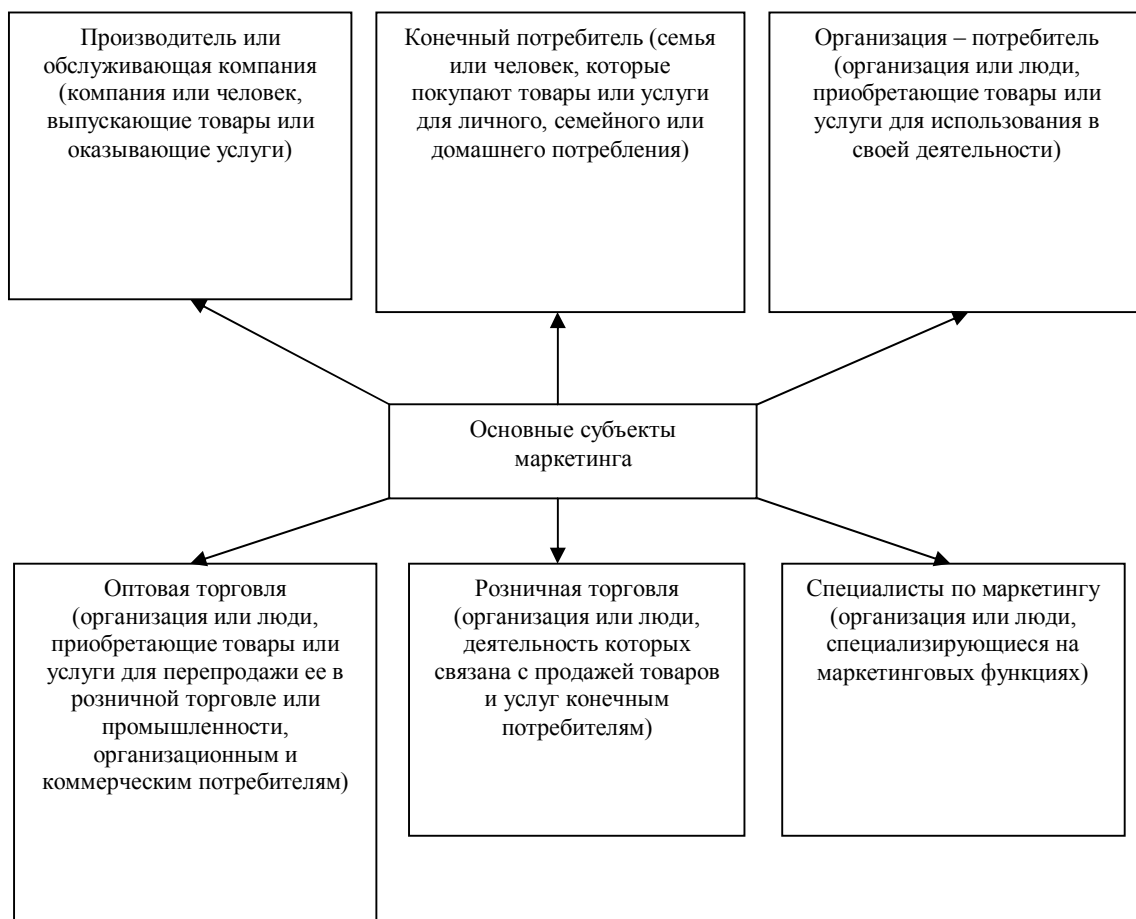 Производитель или
обслуживающая компания
(компания или человек,
выпускающие товары или
оказывающие услуги)
Конечный потребитель (семья
или человек, которые
покупают товары или услуги
для личного, семейного или
домашнего потребления)
Организация – потребитель
(организация или люди,
приобретающие товары или
услуги для использования в
своей деятельности)
Основные субъекты
маркетинга
Оптовая торговля
(организация или люди,
приобретающие товары или
услуги для перепродажи ее в
розничной торговле или
промышленности,
организационным и
коммерческим потребителям)
Розничная торговля
(организация или люди,
деятельность которых
связана с продажей товаров
и услуг конечным
потребителям)
Специалисты по маркетингу
(организация или люди,
специализирующиеся на
маркетинговых функциях)